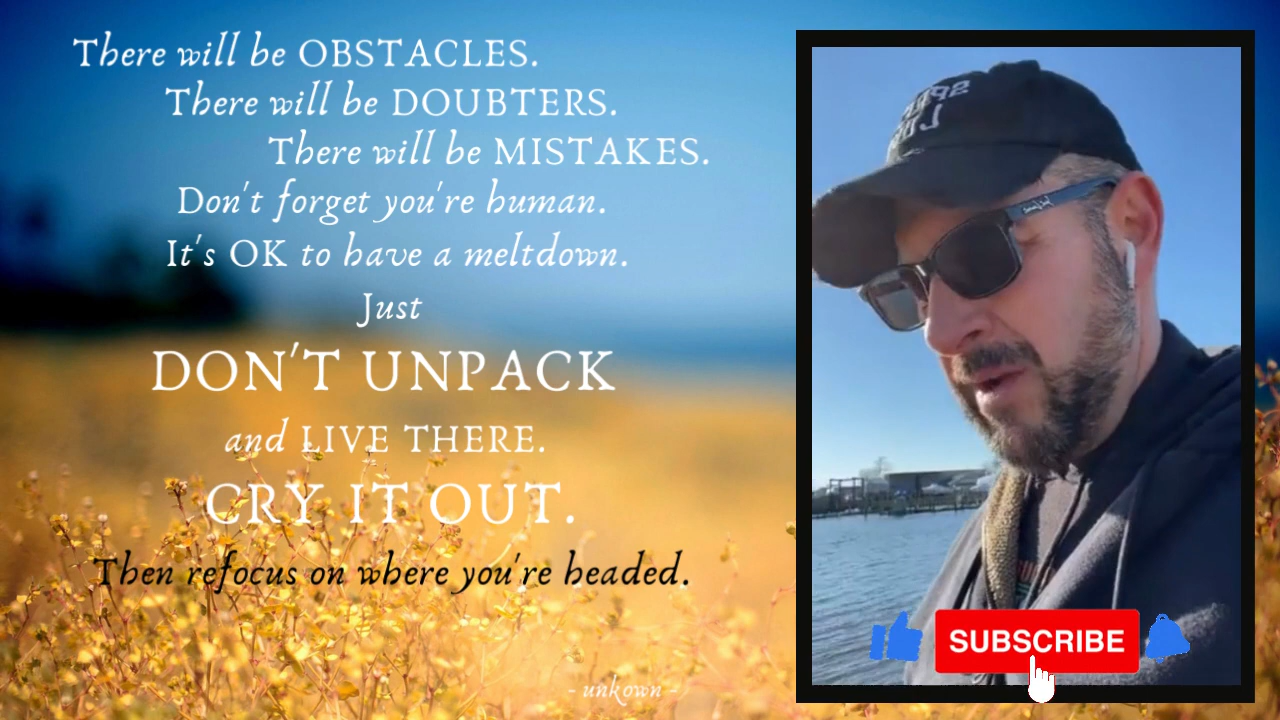 There will be OBSTACLES.
There will be DOUBTERS.
There will be MISTAKES.
Don't forget you're human.
It's OK to have a meltdown.
Just
DON'T UNPACK
and LIVE THERE.
CRY IT OUT.
Then refocus on where you're headed.
- unkown -
SUBSCRIBE